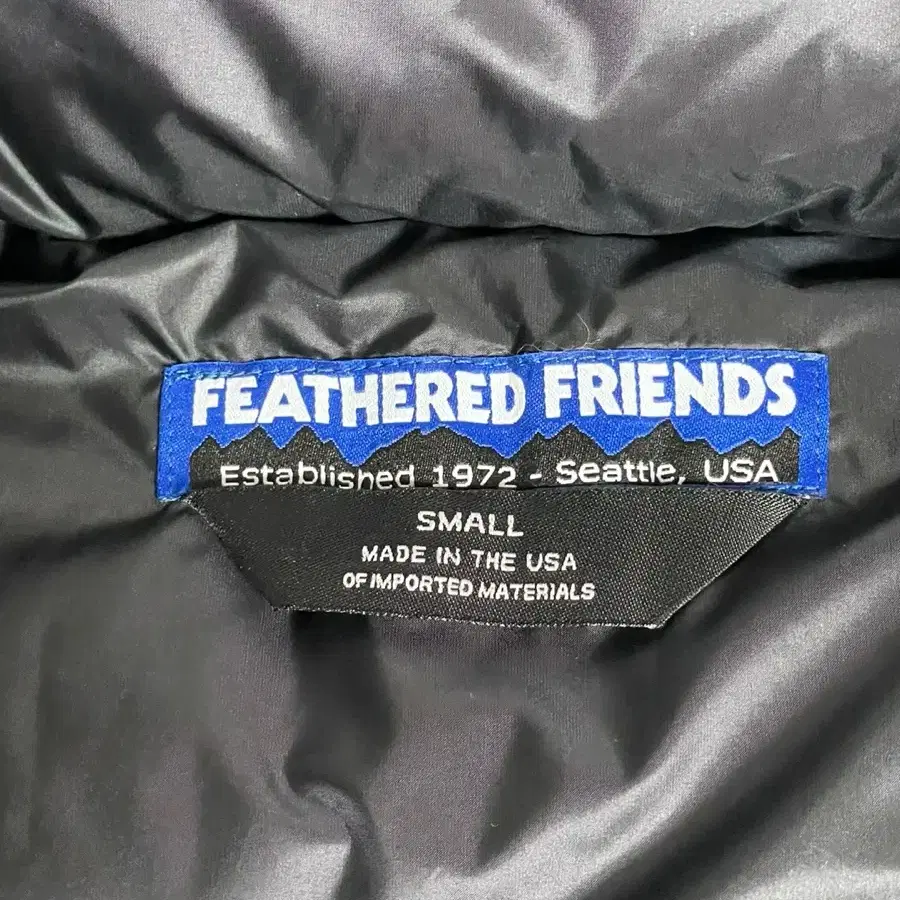 FEATHERED FRIENDS
Established 1972 - Seattle, USA
SMALL
MADE IN THE USA
OF IMPORTED MATERIALS